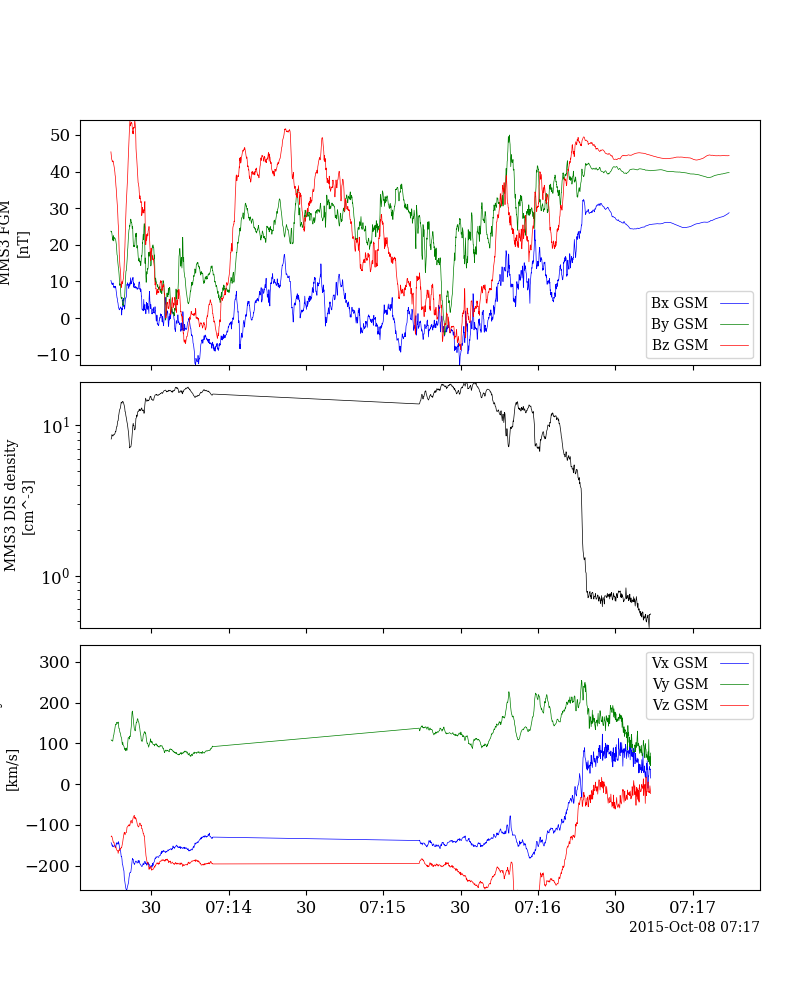 50
40
30
20
10
0
−10
MMS3 FGM
[nT]
Bx GSM
By GSM
Bz GSM
10^1
10^0
MMS3 DIS density
[cm^-3]
300
200
100
0
−100
−200
[km/s]
Vx GSM
Vy GSM
Vz GSM
30 07:14 30 07:15 30 07:16 30 07:17
2015-Oct-08 07:17